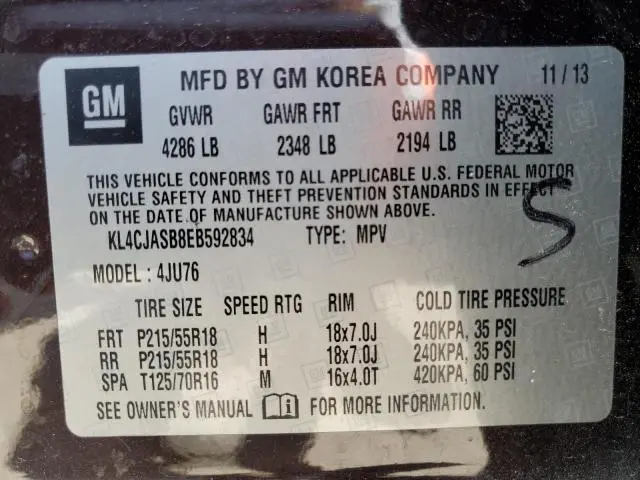 GM
MFD BY GM KOREA COMPANY 11/13
GVWR GAWR FRT GAWR RR
4286 LB 2348 LB 2194 LB
THIS VEHICLE CONFORMS TO ALL APPLICABLE U.S. FEDERAL MOTOR
VEHICLE SAFETY AND THEFT PREVENTION STANDARDS IN EFFECT
ON THE DATE OF MANUFACTURE SHOWN ABOVE.
S
KL4CJASB8EB592834 TYPE: MPV
MODEL: 4JU76
TIRE SIZE SPEED RTG RIM COLD TIRE PRESSURE
FRT P215/55R18 H 18x7.0J 240KPA, 35 PSI
RR P215/55R18 H 18x7.0J 240KPA, 35 PSI
SPA T125/70R16 M 16x4.0T 420KPA, 60 PSI
SEE OWNER'S MANUAL i FOR MORE INFORMATION.